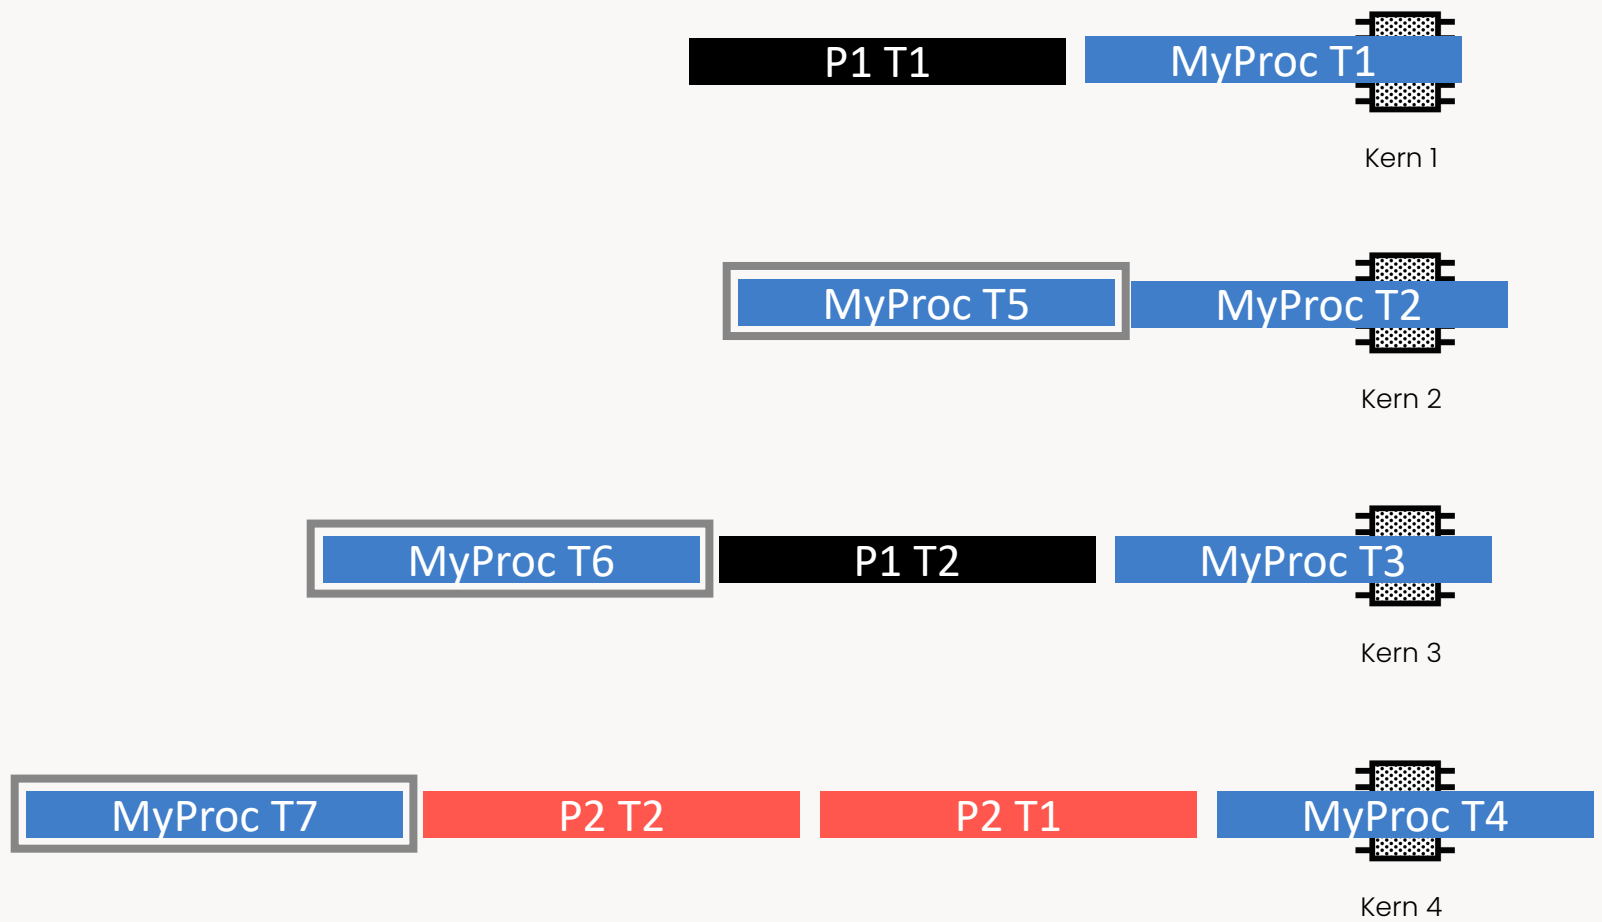 P1 T1 MyProc T1
Kern 1
MyProc T5 MyProc T2
Kern 2
MyProc T6 P1 T2 MyProc T3
Kern 3
MyProc T7 P2 T2 P2 T1 MyProc T4
Kern 4